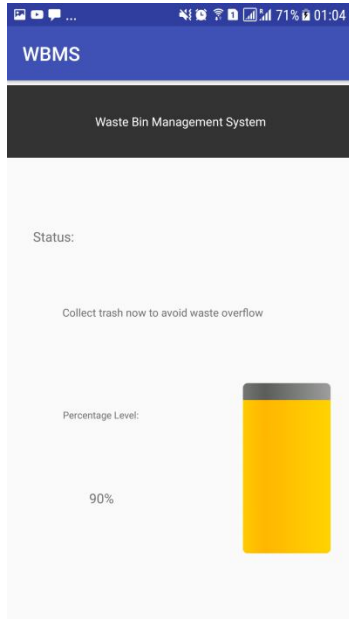 ... 1 71% 01:04
WBMS
Waste Bin Management System
Status:
Collect trash now to avoid waste overflow
Percentage Level:
90%